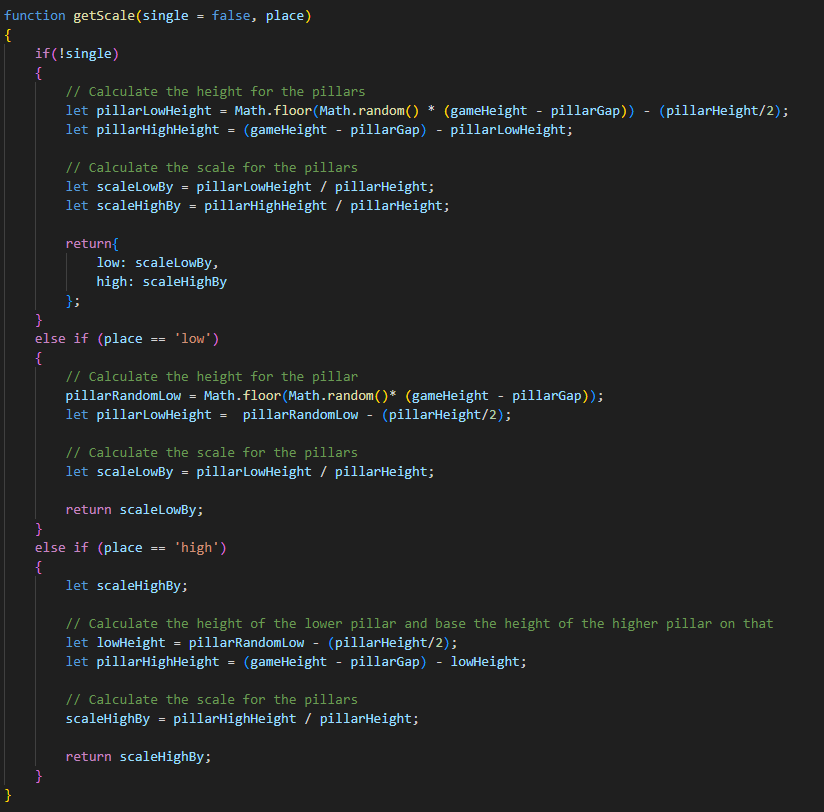 function getScale(single = false, place)
{
    if(!single)
    {
        // Calculate the height for the pillars
        let pillarLowHeight = Math.floor(Math.random() * (gameHeight - pillarGap)) - (pillarHeight/2);
        let pillarHighHeight = (gameHeight - pillarGap) - pillarLowHeight;

        // Calculate the scale for the pillars
        let scaleLowBy = pillarLowHeight / pillarHeight;
        let scaleHighBy = pillarHighHeight / pillarHeight;

        return{
            low: scaleLowBy,
            high: scaleHighBy
        };
    }
    else if (place == 'low')
    {
        // Calculate the height for the pillar
        pillarRandomLow = Math.floor(Math.random()* (gameHeight - pillarGap));
        let pillarLowHeight =  pillarRandomLow - (pillarHeight/2);

        // Calculate the scale for the pillars
        let scaleLowBy = pillarLowHeight / pillarHeight;

        return scaleLowBy;
    }
    else if (place == 'high')
    {
        let scaleHighBy;

        // Calculate the height of the lower pillar and base the height of the higher pillar on that
        let lowHeight = pillarRandomLow - (pillarHeight/2);
        let pillarHighHeight = (gameHeight - pillarGap) - lowHeight;

        // Calculate the scale for the pillars
        scaleHighBy = pillarHighHeight / pillarHeight;

        return scaleHighBy;
    }
}